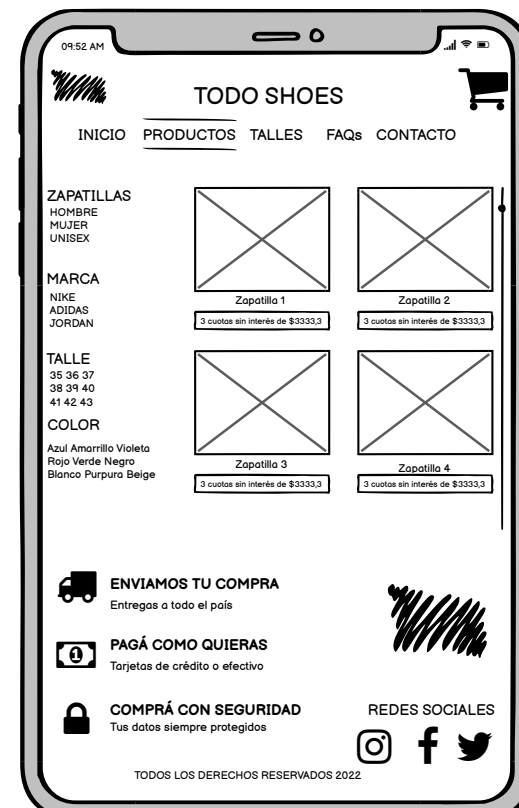 09:52 AM
TODO SHOES
INICIO PRODUCTOS TALLES FAQs CONTACTO
ZAPATILLAS
HOMBRE
MUJER
UNISEX
MARCA
NIKE
ADIDAS
JORDAN
TALLE
35 36 37
38 39 40
41 42 43
COLOR
Azul Amarrillo Violeta
Rojo Verde Negro
Blanco Purpura Beige
Zapatilla 1
3 cuotas sin interés de $3333,3
Zapatilla 2
3 cuotas sin interés de $3333,3
Zapatilla 3
3 cuotas sin interés de $3333,3
Zapatilla 4
3 cuotas sin interés de $3333,3
ENVIAMOS TU COMPRA
Entregas a todo el país
1
PAGÁ COMO QUIERAS
Tarjetas de crédito o efectivo
COMPRÁ CON SEGURIDAD
Tus datos siempre protegidos
REDES SOCIALES
TODOS LOS DERECHOS RESERVADOS 2022